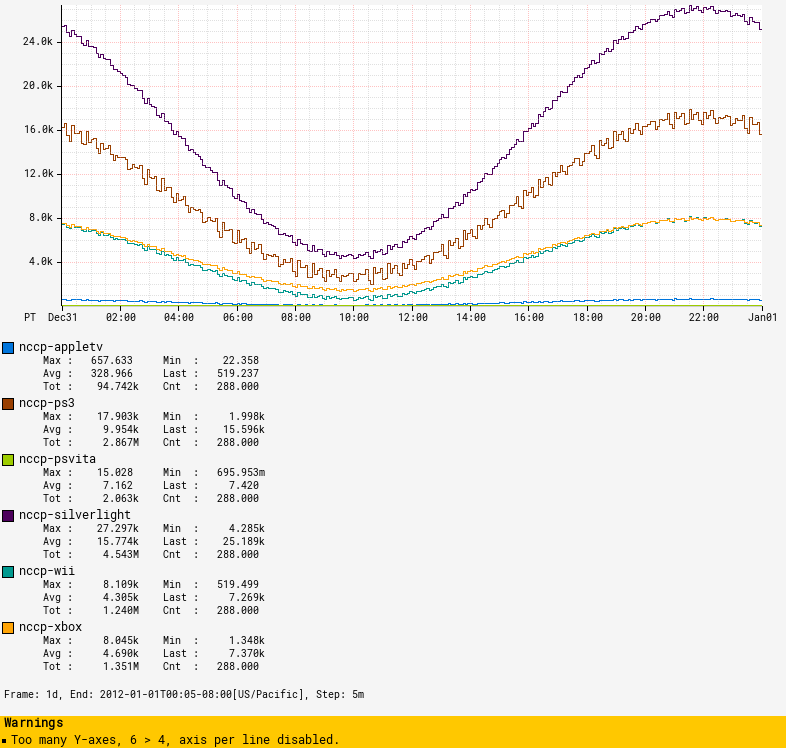 24.0k
20.0k
16.0k
12.0k
8.0k
4.0k
PT Dec31 02:00 04:00 06:00 08:00 10:00 12:00 14:00 16:00 18:00 20:00 22:00 Jan01
nccp-appletv
Max : 657.633 Min : 22.358
Avg : 328.966 Last : 519.237
Tot : 94.742k Cnt : 288.000
nccp-ps3
Max : 17.903k Min : 1.998k
Avg : 9.954k Last : 15.596k
Tot : 2.867M Cnt : 288.000
nccp-psvita
Max : 15.028 Min : 695.953m
Avg : 7.162 Last : 7.420
Tot : 2.063k Cnt : 288.000
nccp-silverlight
Max : 27.297k Min : 4.285k
Avg : 15.774k Last : 25.189k
Tot : 4.543M Cnt : 288.000
nccp-wii
Max : 8.109k Min : 519.499
Avg : 4.305k Last : 7.269k
Tot : 1.240M Cnt : 288.000
nccp-xbox
Max : 8.045k Min : 1.348k
Avg : 4.690k Last : 7.370k
Tot : 1.351M Cnt : 288.000
Frame: 1d, End: 2012-01-01T00:05-08:00[US/Pacific], Step: 5m
Warnings
▪ Too many Y-axes, 6 > 4, axis per line disabled.